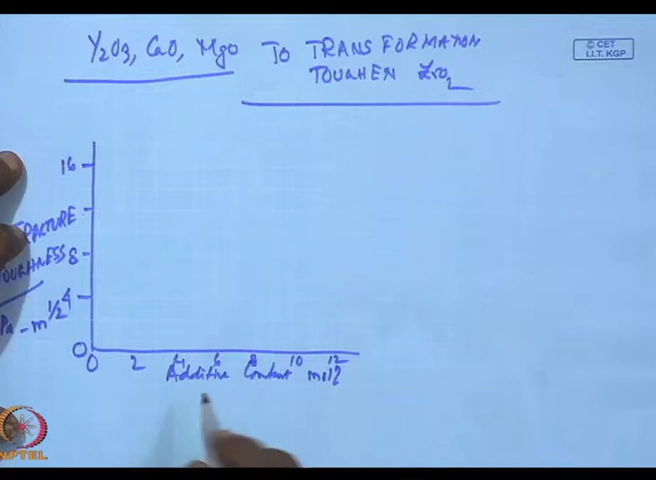 Y2O3, CaO, MgO TO TRANSFORMATION
TOUGHEN ZrO2
© CET
I.I.T. KGP
16
FRACTURE
TOUGHNESS 8
4
Pa - m 1/2
0
0 2 4 6 8 10 12
Additive Content mol%
NPTEL